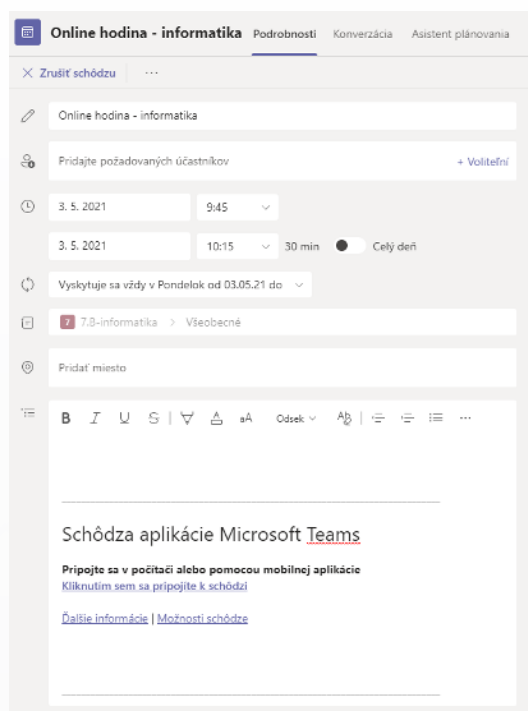 Online hodina - informatika Podrobnosti Konverzácia Asistent plánovania
Zrušiť schôdzu ...
Online hodina - informatika
Pridajte požadovaných účastníkov + Voliteľní
3. 5. 2021 9:45
3. 5. 2021 10:15 30 min Celý deň
Vyskytuje sa vždy v Pondelok od 03.05.21 do
7 7.B-informatika > Všeobecné
Pridať miesto
B I U S A aA Odsek Ab ...
Schôdza aplikácie Microsoft Teams
Pripojte sa v počítači alebo pomocou mobilnej aplikácie
Kliknutím sem sa pripojíte k schôdzi
Ďalšie informácie | Možnosti schôdze